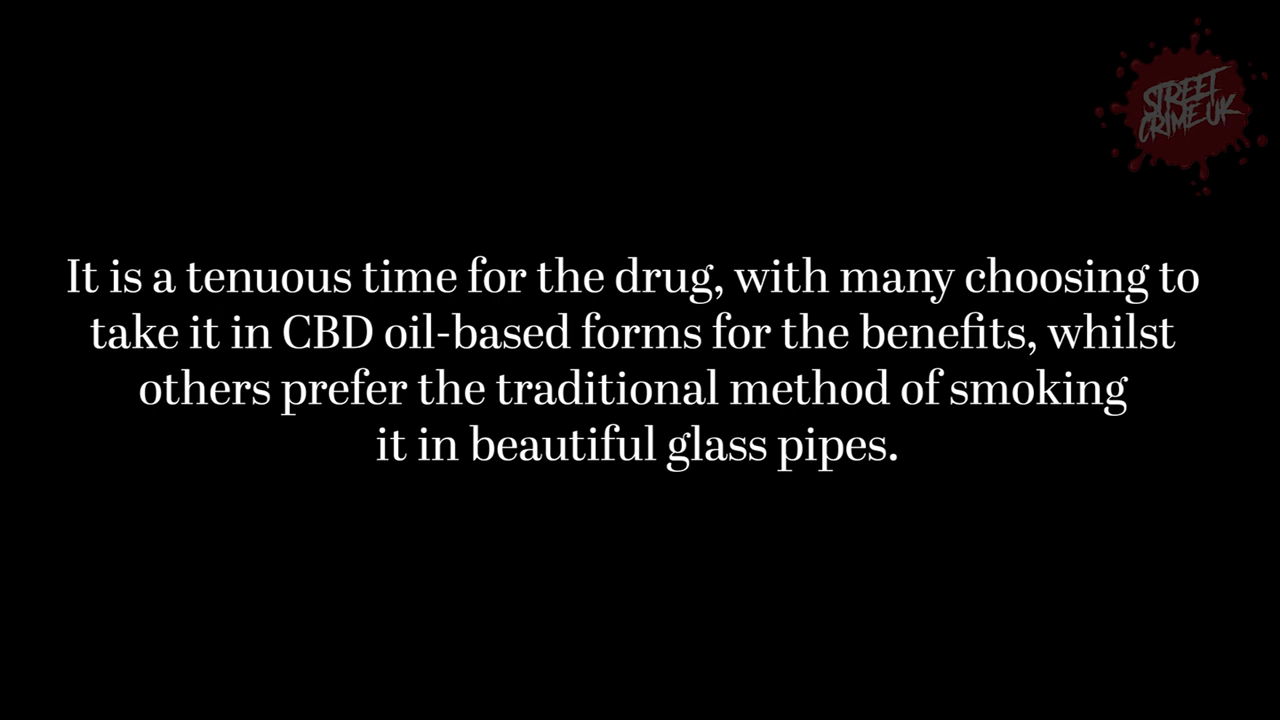 STREET
CRIME UK
It is a tenuous time for the drug, with many choosing to
take it in CBD oil-based forms for the benefits, whilst
others prefer the traditional method of smoking
it in beautiful glass pipes.